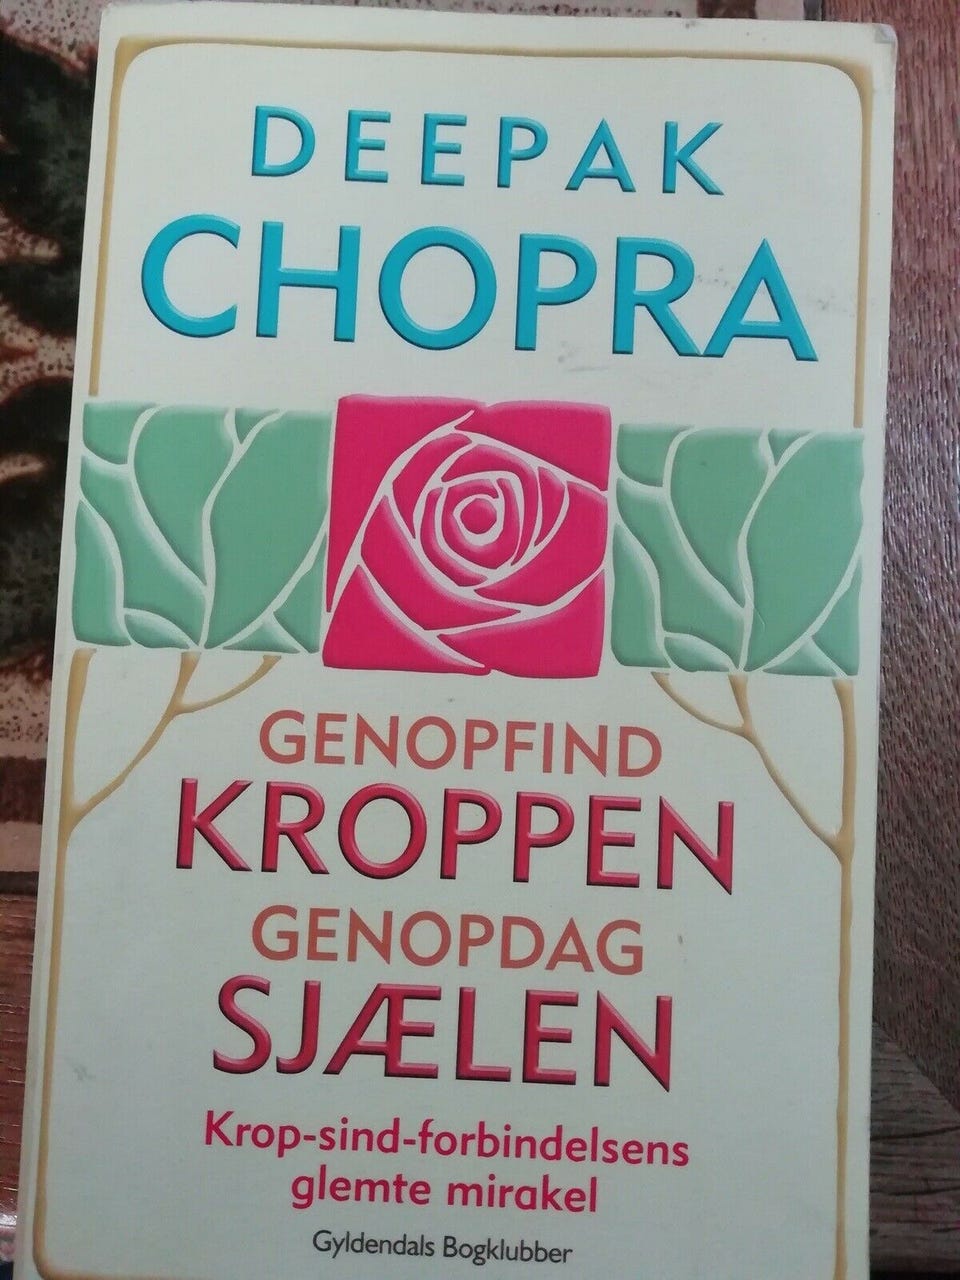 DEEPAK
CHOPRA
GENOPFIND
KROPPEN
GENOPDAG
SJÆLEN
Krop-sind-forbindelsens
glemte mirakel
Gyldendals Bogklubber